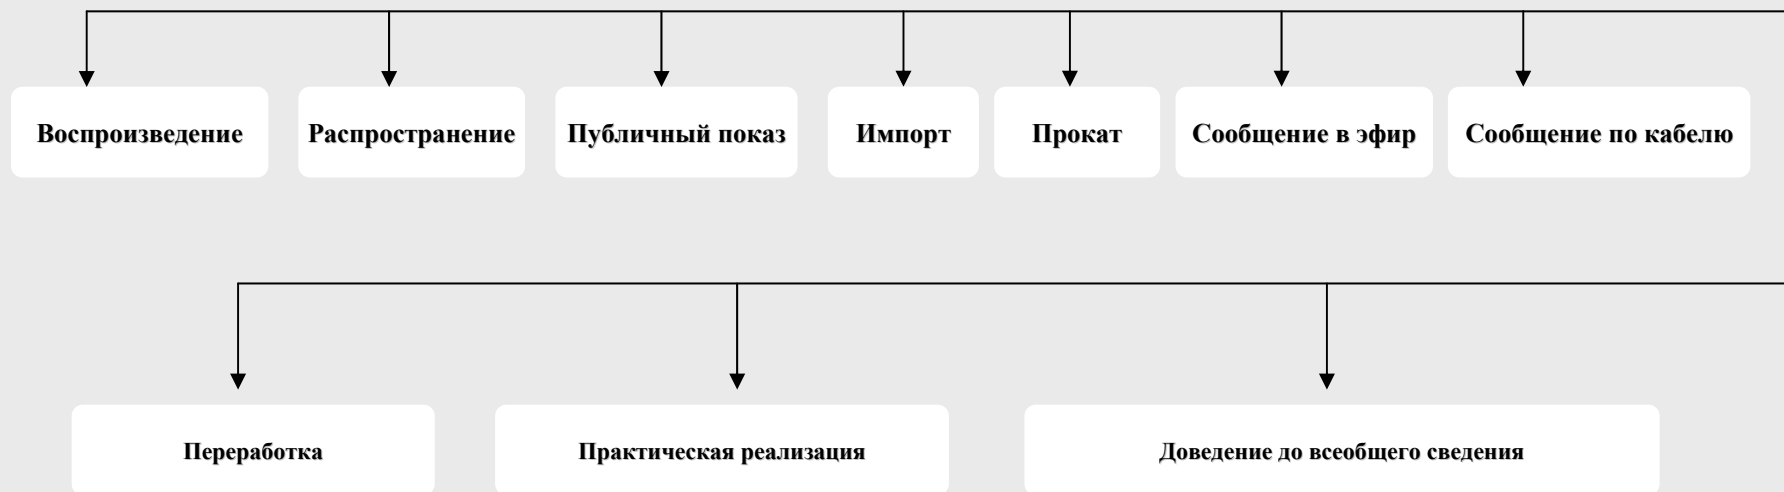 Воспроизведение
Распространение
Публичный показ
Импорт
Прокат
Сообщение в эфир
Сообщение по кабелю
Переработка
Практическая реализация
Доведение до всеобщего сведения